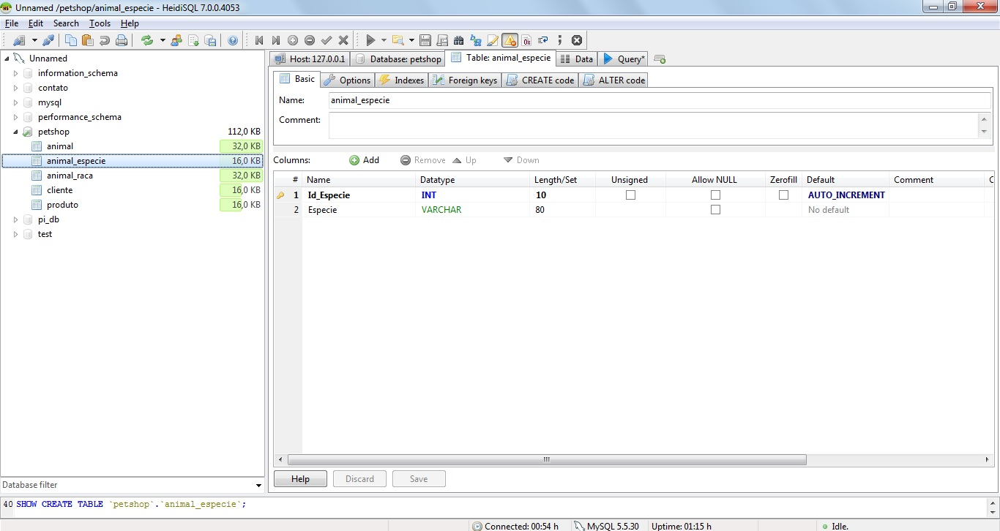 Unnamed /petshop/animal_especie - HeidiSQL 7.0.0.4053
File Edit Search Tools Help
Unnamed
information_schema
contato
mysql
performance_schema
petshop 112,0 KB
animal 32,0 KB
animal_especie 16,0 KB
animal_raca 32,0 KB
cliente 16,0 KB
produto 16,0 KB
pi_db
test
Database filter
Host: 127.0.0.1 Database: petshop Table: animal_especie Data Query*
Basic Options Indexes Foreign keys CREATE code ALTER code
Name: animal_especie
Comment:
Columns: Add Remove Up Down
# Name Datatype Length/Set Unsigned Allow NULL Zerofill Default Comment C
1 Id_Especie INT 10 AUTO_INCREMENT
2 Especie VARCHAR 80 No default
Help Discard Save
40 SHOW CREATE TABLE `petshop`.`animal_especie`;
Connected: 00:54 h MySQL 5.5.30 Uptime: 01:15 h Idle.